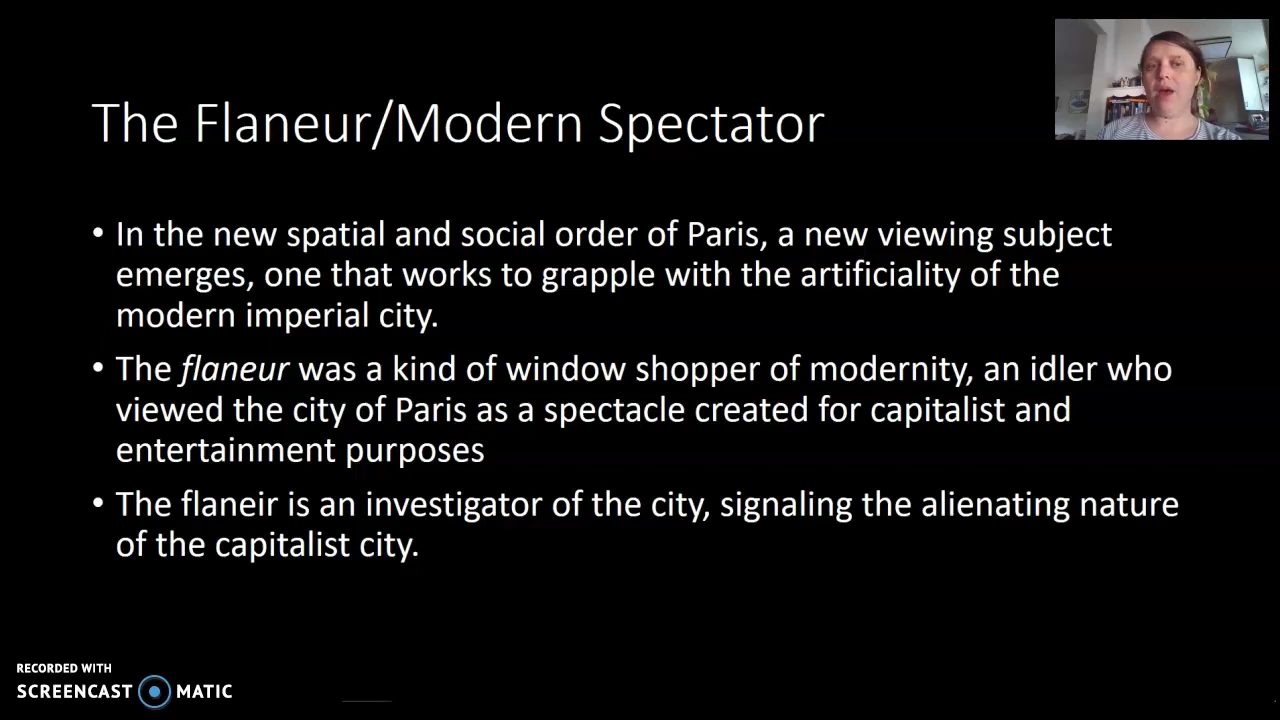 The Flaneur/Modern Spectator
• In the new spatial and social order of Paris, a new viewing subject
emerges, one that works to grapple with the artificiality of the
modern imperial city.
• The flaneur was a kind of window shopper of modernity, an idler who
viewed the city of Paris as a spectacle created for capitalist and
entertainment purposes
• The flaneir is an investigator of the city, signaling the alienating nature
of the capitalist city.
RECORDED WITH
SCREENCAST MATIC